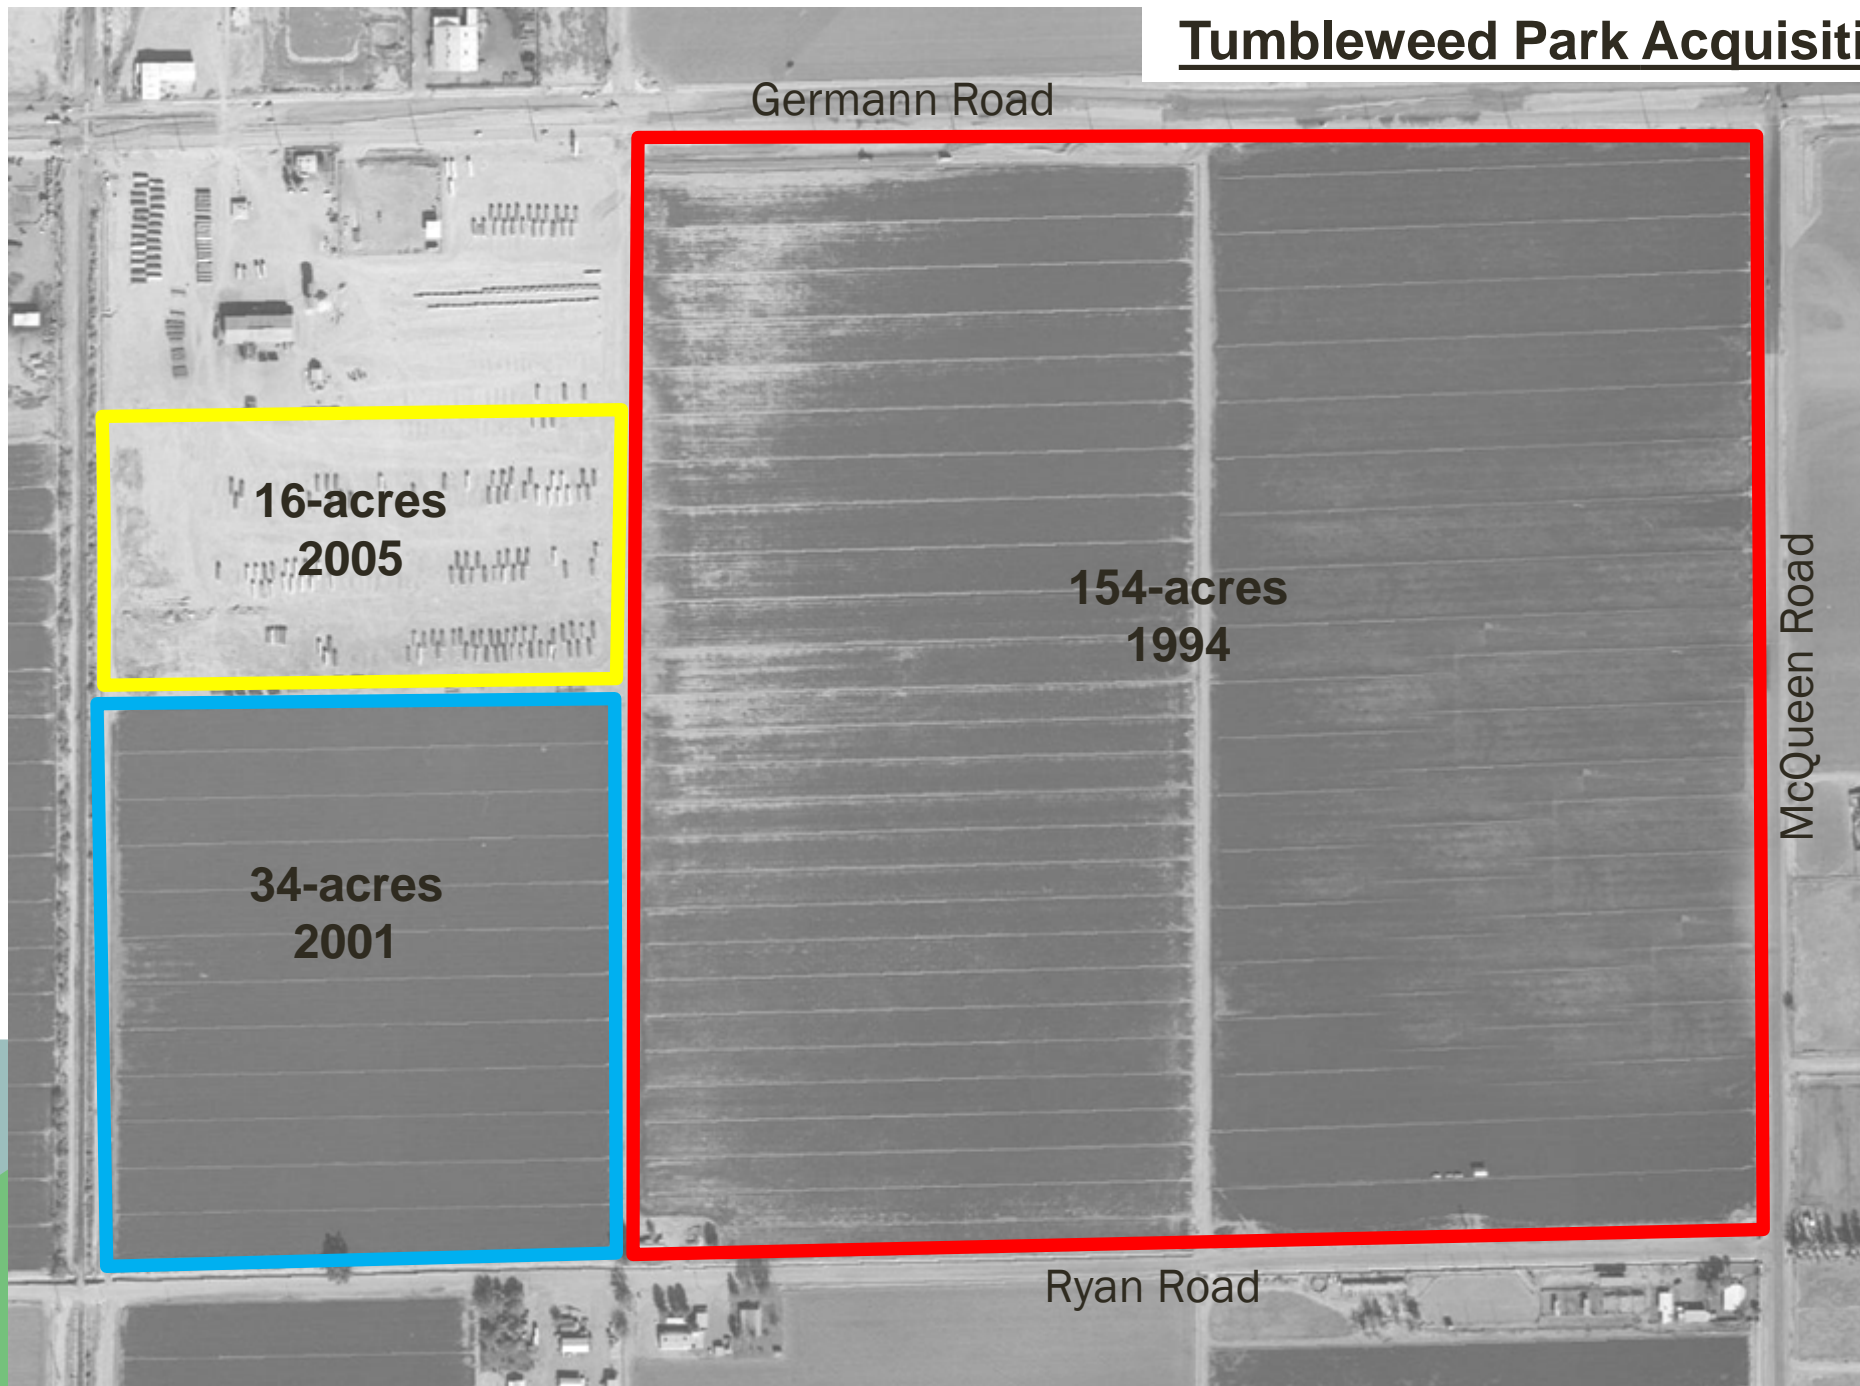 Tumbleweed Park Acquisiti
Germann Road
16-acres
2005
154-acres
1994
McQueen Road
34-acres
2001
Ryan Road